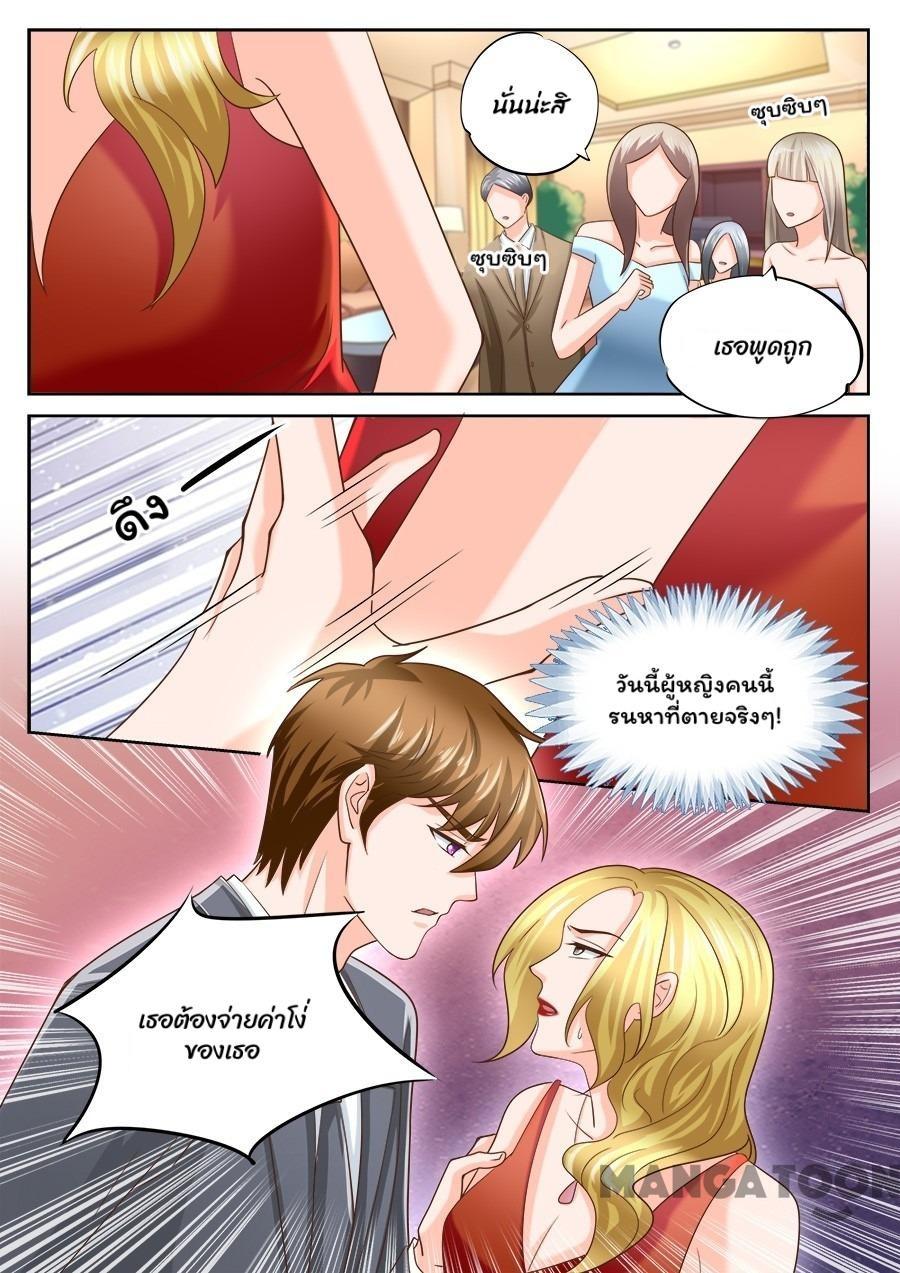 นั่นน่ะสิ
ซุบซิบๆ
ซุบซิบๆ
เธอพูดถูก
ดึง
วันนี้ผู้หญิงคนนี้
รนหาที่ตายจริงๆ!
เธอต้องจ่ายค่าโง่
ของเธอ
MANGATOON